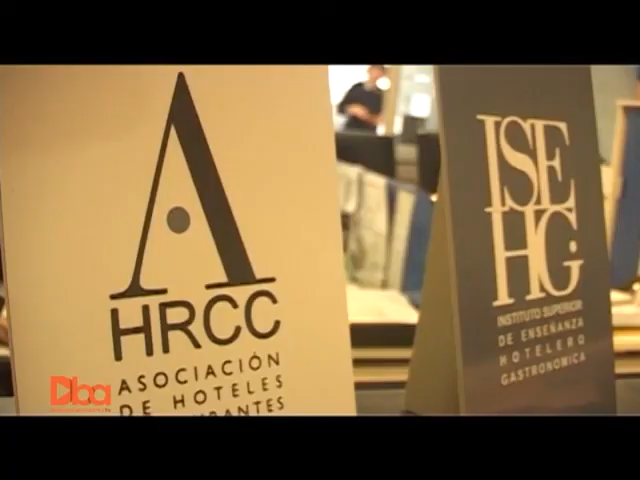 A
HRCC
ASOCIACIÓN
DE HOTELES
ISE
HG
INSTITUTO SUPERIOR
DE ENSEÑANZA
HOTELERO
GASTRONOMICA
Dba